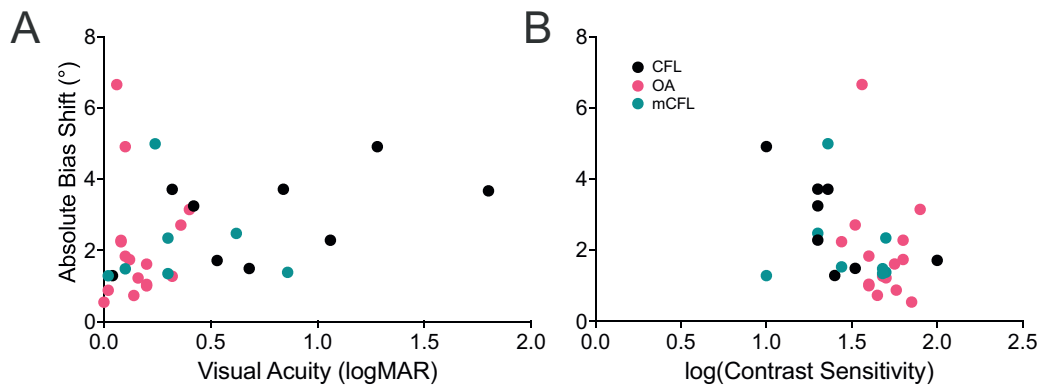 A
Absolute Bias Shift (°)
8
6
4
2
0
0.0 0.5 1.0 1.5 2.0
Visual Acuity (logMAR)
B
CFL
OA
mCFL
8
6
4
2
0
0.0 0.5 1.0 1.5 2.0 2.5
log(Contrast Sensitivity)